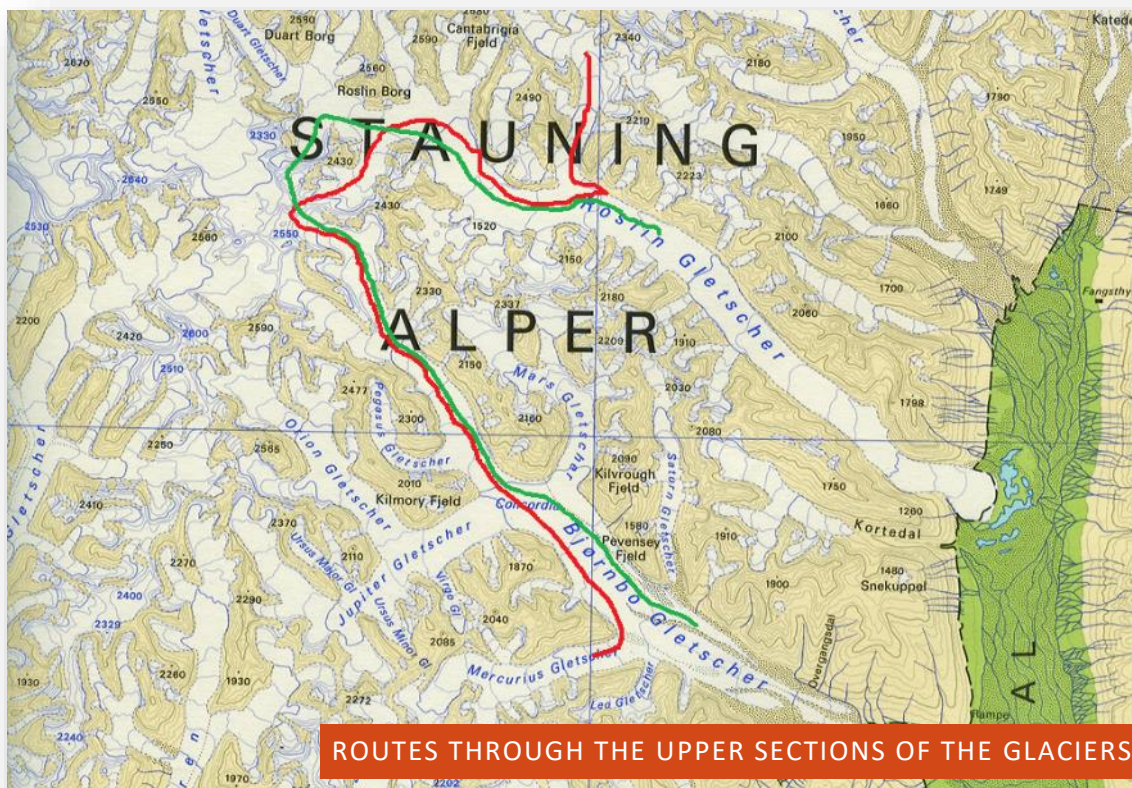 2590
Duart Borg
Duart Gletscher
2590
Cantabrigia
Fjeld
2340
2670
2560
Roslin Borg
2180
2550
2490
1790
2330
STAUNING
2210
1950
2430
2640
2223
1749
2430
1660
2530
2560
2550
1520
Roslin Gletscher
2100
2150
2330
2337
2180
1700
Fangsthy
2200
2060
2420
2600
2590
ALPER
2200
1910
2510
2150
Mars Gletscher
2030
2477
Pegasus Gletscher
2300
2160
1798
2080
Orion Gletscher
2250
2565
2090
Kilvrough
Fjeld
Saturn Gletscher
2010
Kilmory Fjeld
1750
2410
Concordia
1260
Kortedal
2370
Jupiter Gletscher
1580
Pevensey
Fjeld
1910
Bjørnbo Gletscher
2110
Ursus Major Gl
1870
1480
Snekuppel
2270
1900
2400
2290
Virgo Gl
Ursus Minor Gl
2329
2040
2085
Mercurius Gletscher
Overgangsdal
1930
2260
1930
Lea Gletscher
AL
2272
Rampe
2240
1970
2202
ROUTES THROUGH THE UPPER SECTIONS OF THE GLACIERS